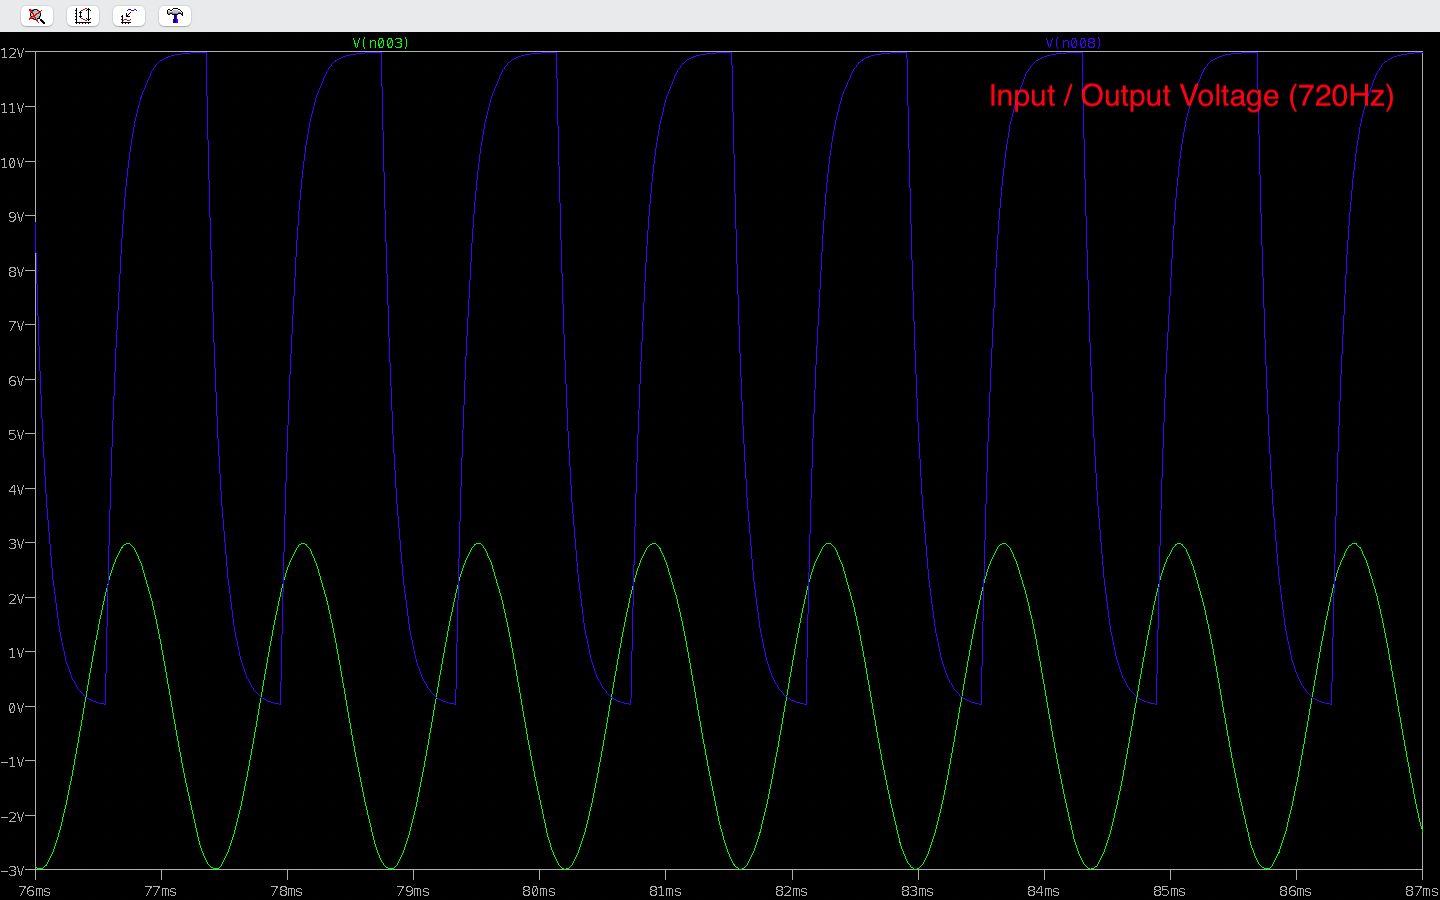 V(n003)
V(n008)
Input / Output Voltage (720Hz)
12V
11V
10V
9V
8V
7V
6V
5V
4V
3V
2V
1V
0V
-1V
-2V
-3V
76ms 77ms 78ms 79ms 80ms 81ms 82ms 83ms 84ms 85ms 86ms 87ms